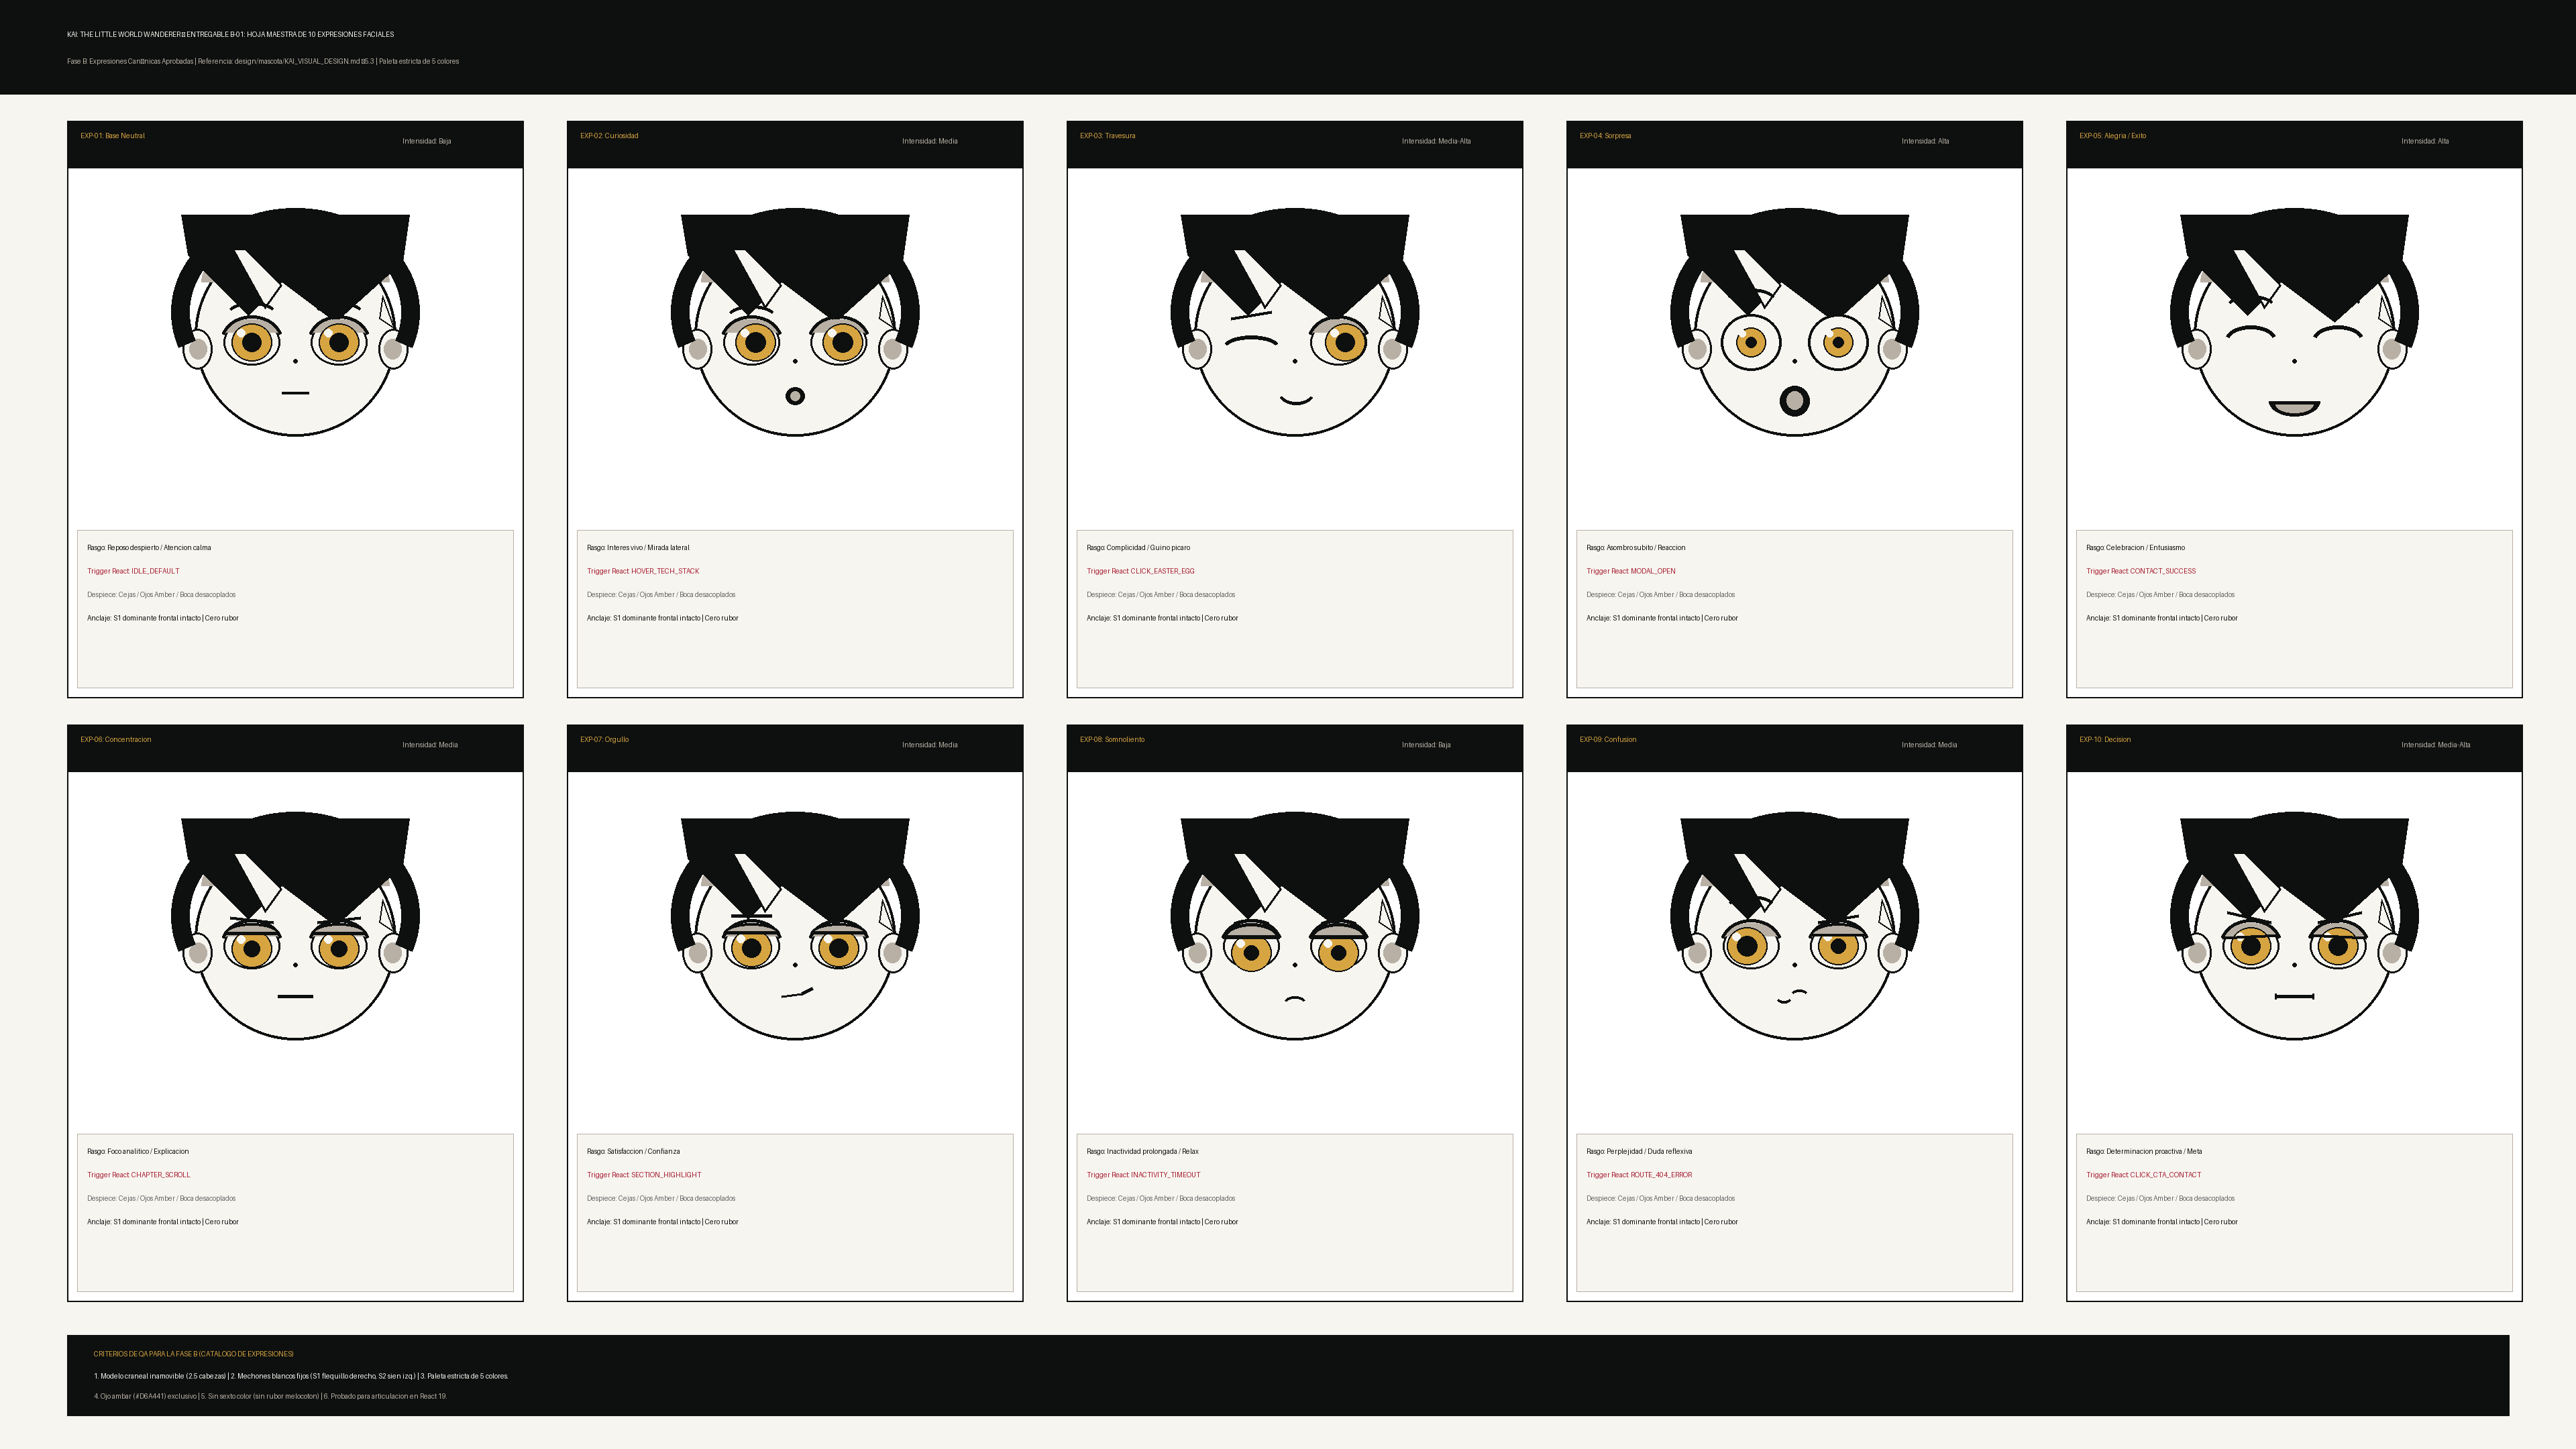 KAI: THE LITTLE WORLD WANDERER▯ ENTREGABLE B-01: HOJA MAESTRA DE 10 EXPRESIONES FACIALES
Fase B: Expresiones Can▯nicas Aprobadas | Referencia: design/mascota/KAI_VISUAL_DESIGN.md ▯5.3 | Paleta estricta de 5 colores
EXP-01: Base Neutral
Intensidad: Baja
Rasgo: Reposo despierto / Atencion calma
Trigger React: IDLE_DEFAULT
Despiece: Cejas / Ojos Amber / Boca desacoplados
Anclaje: S1 dominante frontal intacto | Cero rubor
EXP-02: Curiosidad
Intensidad: Media
Rasgo: Interes vivo / Mirada lateral
Trigger React: HOVER_TECH_STACK
Despiece: Cejas / Ojos Amber / Boca desacoplados
Anclaje: S1 dominante frontal intacto | Cero rubor
EXP-03: Travesura
Intensidad: Media-Alta
Rasgo: Complicidad / Guino picaro
Trigger React: CLICK_EASTER_EGG
Despiece: Cejas / Ojos Amber / Boca desacoplados
Anclaje: S1 dominante frontal intacto | Cero rubor
EXP-04: Sorpresa
Intensidad: Alta
Rasgo: Asombro subito / Reaccion
Trigger React: MODAL_OPEN
Despiece: Cejas / Ojos Amber / Boca desacoplados
Anclaje: S1 dominante frontal intacto | Cero rubor
EXP-05: Alegria / Exito
Intensidad: Alta
Rasgo: Celebracion / Entusiasmo
Trigger React: CONTACT_SUCCESS
Despiece: Cejas / Ojos Amber / Boca desacoplados
Anclaje: S1 dominante frontal intacto | Cero rubor
EXP-06: Concentracion
Intensidad: Media
Rasgo: Foco analitico / Explicacion
Trigger React: CHAPTER_SCROLL
Despiece: Cejas / Ojos Amber / Boca desacoplados
Anclaje: S1 dominante frontal intacto | Cero rubor
EXP-07: Orgullo
Intensidad: Media
Rasgo: Satisfaccion / Confianza
Trigger React: SECTION_HIGHLIGHT
Despiece: Cejas / Ojos Amber / Boca desacoplados
Anclaje: S1 dominante frontal intacto | Cero rubor
EXP-08: Somnoliento
Intensidad: Baja
Rasgo: Inactividad prolongada / Relax
Trigger React: INACTIVITY_TIMEOUT
Despiece: Cejas / Ojos Amber / Boca desacoplados
Anclaje: S1 dominante frontal intacto | Cero rubor
EXP-09: Confusion
Intensidad: Media
Rasgo: Perplejidad / Duda reflexiva
Trigger React: ROUTE_404_ERROR
Despiece: Cejas / Ojos Amber / Boca desacoplados
Anclaje: S1 dominante frontal intacto | Cero rubor
EXP-10: Decision
Intensidad: Media-Alta
Rasgo: Determinacion proactiva / Meta
Trigger React: CLICK_CTA_CONTACT
Despiece: Cejas / Ojos Amber / Boca desacoplados
Anclaje: S1 dominante frontal intacto | Cero rubor
CRITERIOS DE QA PARA LA FASE B (CATALOGO DE EXPRESIONES)
1. Modelo craneal inamovible (2.5 cabezas) | 2. Mechones blancos fijos (S1 flequillo derecho, S2 sien izq.) | 3. Paleta estricta de 5 colores.
4. Ojo ambar (#D6A441) exclusivo | 5. Sin sexto color (sin rubor melocoton) | 6. Probado para articulacion en React 19.